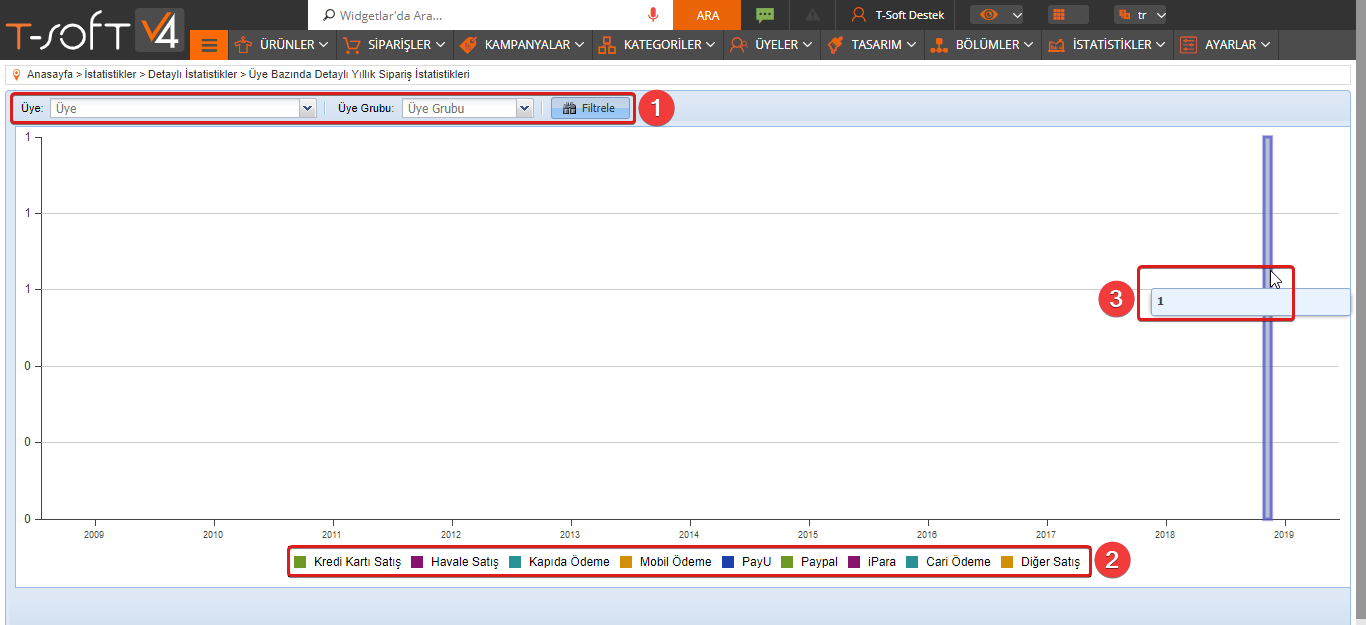 T-SOFT V4
Widgetlar'da Ara...
ARA
T-Soft Destek
tr
ÜRÜNLER
SİPARİŞLER
KAMPANYALAR
KATEGORİLER
ÜYELER
TASARIM
BÖLÜMLER
İSTATİSTİKLER
AYARLAR
Anasayfa > İstatistikler > Detaylı İstatistikler > Üye Bazında Detaylı Yıllık Sipariş İstatistikleri
Üye: Üye Üye Grubu: Üye Grubu Filtrele 1
1
1
1
3 1
0
0
0
2009 2010 2011 2012 2013 2014 2015 2016 2017 2018 2019
Kredi Kartı Satış Havale Satış Kapıda Ödeme Mobil Ödeme PayU Paypal iPara Cari Ödeme Diğer Satış 2